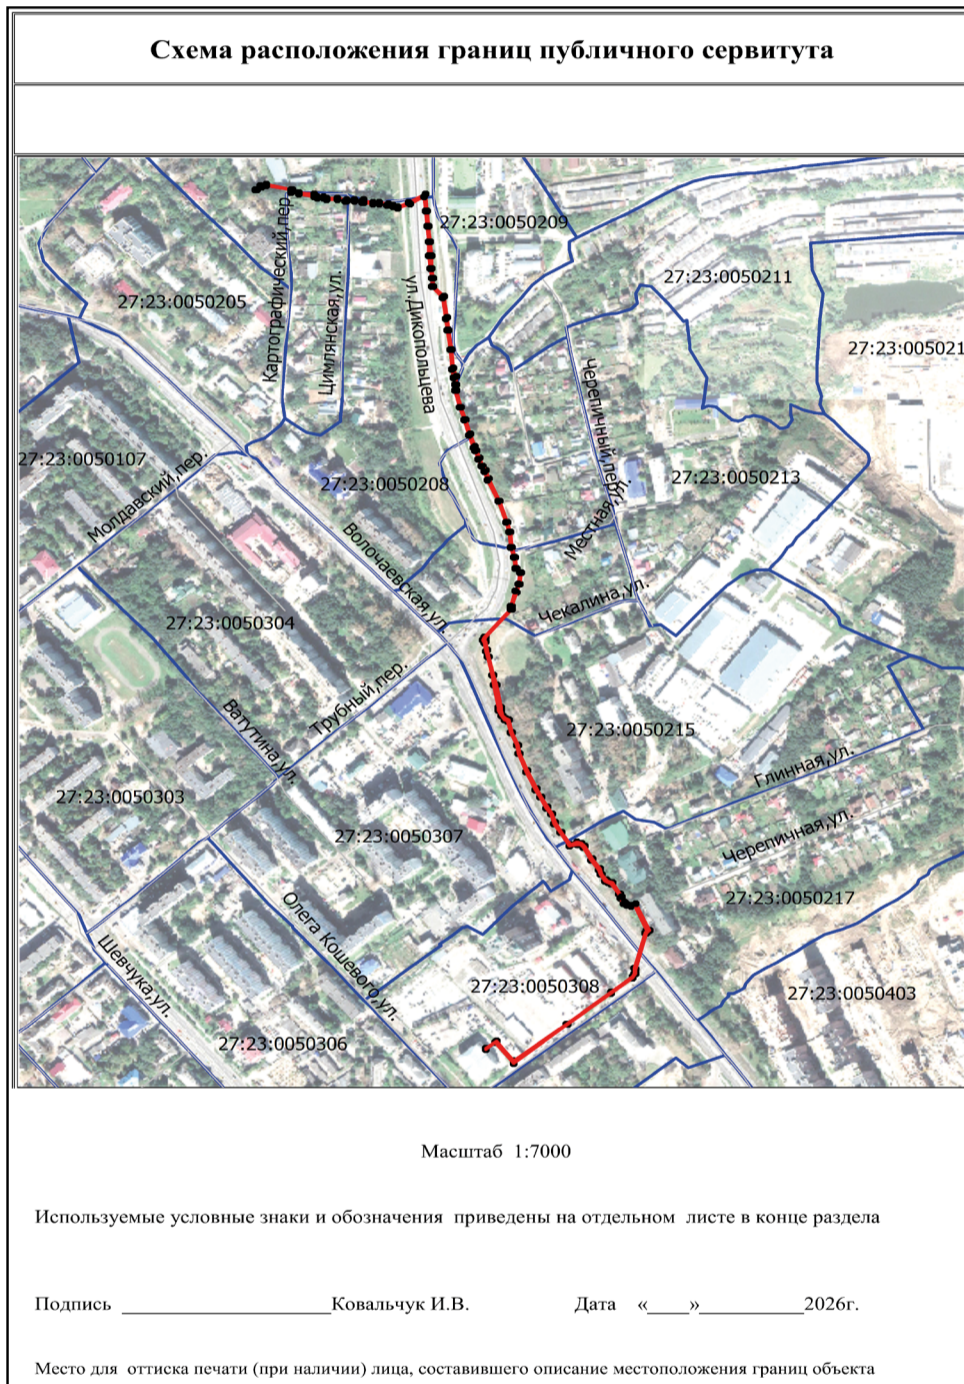 Схема расположения границ публичного сервитута
27:23:0050209
27:23:0050211
27:23:0050205
Картографический,пер.
Цимлянская,ул.
ул.Дикопольцева
27:23:005021
Черепичный,пер.
27:23:0050107
Молдавский,пер.
27:23:0050208
27:23:0050213
Местная,ул.
Волочаевская,ул.
Чекалина,ул.
27:23:0050304
Трубный,пер.
Ватутина,ул.
27:23:0050215
Глинная,ул.
27:23:0050303
27:23:0050307
Черепичная,ул.
27:23:0050217
Олега Кошевого,ул.
Шевчука,ул.
27:23:0050308
27:23:0050403
27:23:0050306
Масштаб 1:7000
Используемые условные знаки и обозначения приведены на отдельном листе в конце раздела
Подпись ____________________Ковальчук И.В. Дата «____»__________2026г.
Место для оттиска печати (при наличии) лица, составившего описание местоположения границ объекта